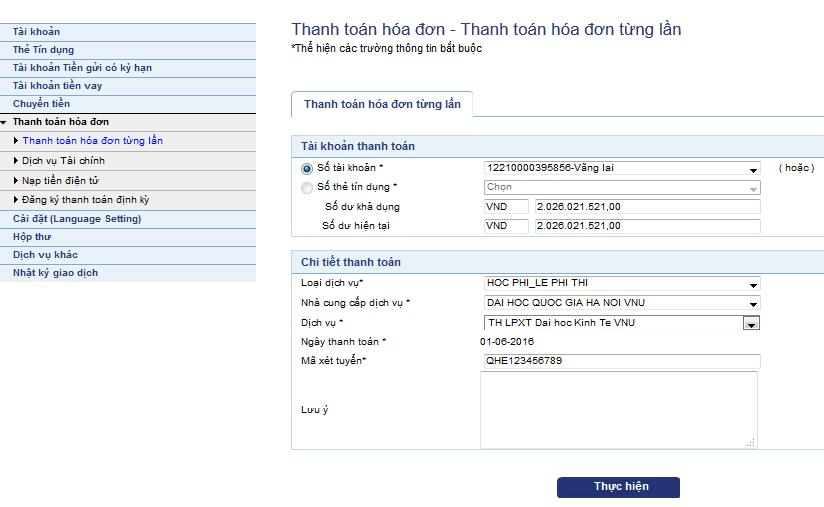 Tài khoản
Thẻ Tín dụng
Tài khoản Tiền gửi có kỳ hạn
Tài khoản tiền vay
Chuyển tiền
Thanh toán hóa đơn
Thanh toán hóa đơn từng lần
Dịch vụ Tài chính
Nạp tiền điện tử
Đăng ký thanh toán định kỳ
Cài đặt (Language Setting)
Hộp thư
Dịch vụ khác
Nhật ký giao dịch
Thanh toán hóa đơn - Thanh toán hóa đơn từng lần
*Thể hiện các trường thông tin bắt buộc
Thanh toán hóa đơn từng lần
Tài khoản thanh toán
Số tài khoản * 12210000395856-Vãng lai ( hoặc )
Số thẻ tín dụng * Chọn
Số dư khả dụng VND 2.026.021.521,00
Số dư hiện tại VND 2.026.021.521,00
Chi tiết thanh toán
Loại dịch vụ* HOC PHI_LE PHI THI
Nhà cung cấp dịch vụ * DAI HOC QUOC GIA HA NOI VNU
Dịch vụ * TH LPXT Dai hoc Kinh Te VNU
Ngày thanh toán * 01-06-2016
Mã xét tuyển* QHE123456789
Lưu ý
Thực hiện